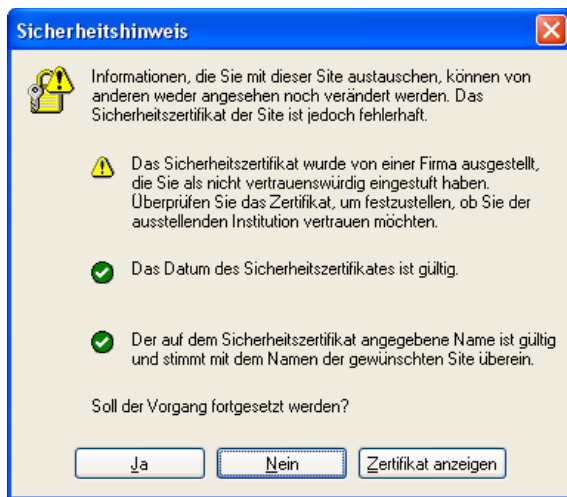 Sicherheitshinweis
Informationen, die Sie mit dieser Site austauschen, können von
anderen weder angesehen noch verändert werden. Das
Sicherheitszertifikat der Site ist jedoch fehlerhaft.
Das Sicherheitszertifikat wurde von einer Firma ausgestellt,
die Sie als nicht vertrauenswürdig eingestuft haben.
Überprüfen Sie das Zertifikat, um festzustellen, ob Sie der
ausstellenden Institution vertrauen möchten.
Das Datum des Sicherheitszertifikates ist gültig.
Der auf dem Sicherheitszertifikat angegebene Name ist gültig
und stimmt mit dem Namen der gewünschten Site überein.
Soll der Vorgang fortgesetzt werden?
Ja Nein Zertifikat anzeigen